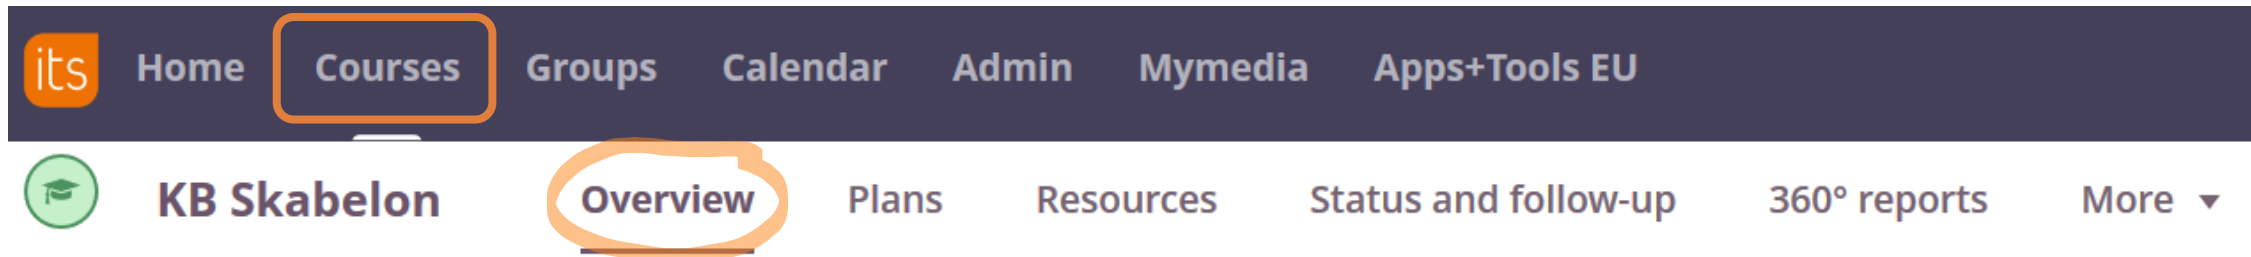 its Home Courses Groups Calendar Admin Mymedia Apps+Tools EU
KB Skabelon Overview Plans Resources Status and follow-up 360° reports More